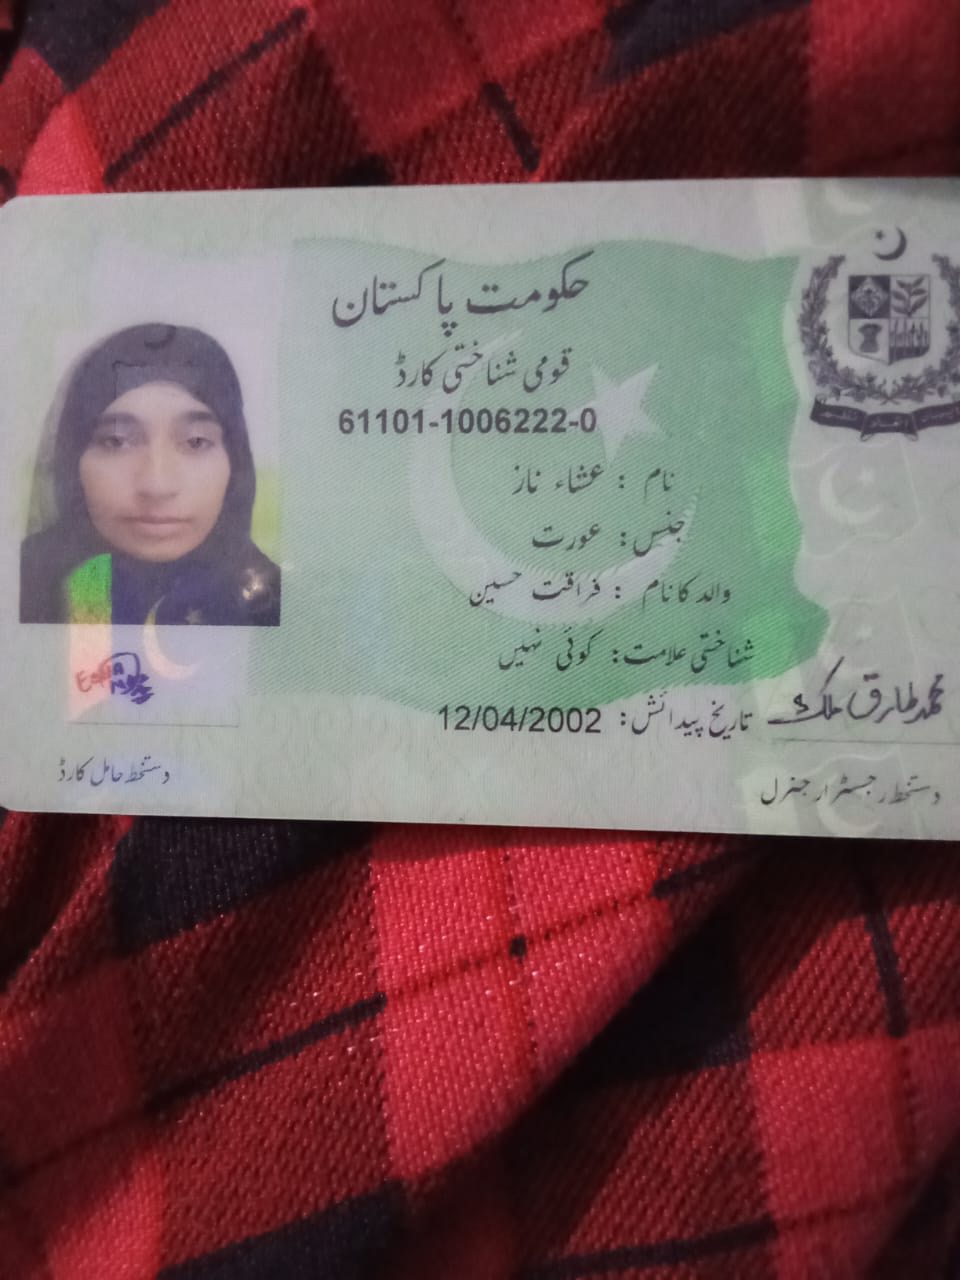 حکومت پاکستان
قومی شناختی کارڈ
61101-1006222-0
نام : عشاء ناز
جنس: عورت
والد کا نام : فراقت حسین
شناختی علامت: کوئی نہیں
تاریخ پیدائش: 12/04/2002
محمد طارق ملک
دستخط حامل کارڈ
دستخط رجسٹرار جنرل